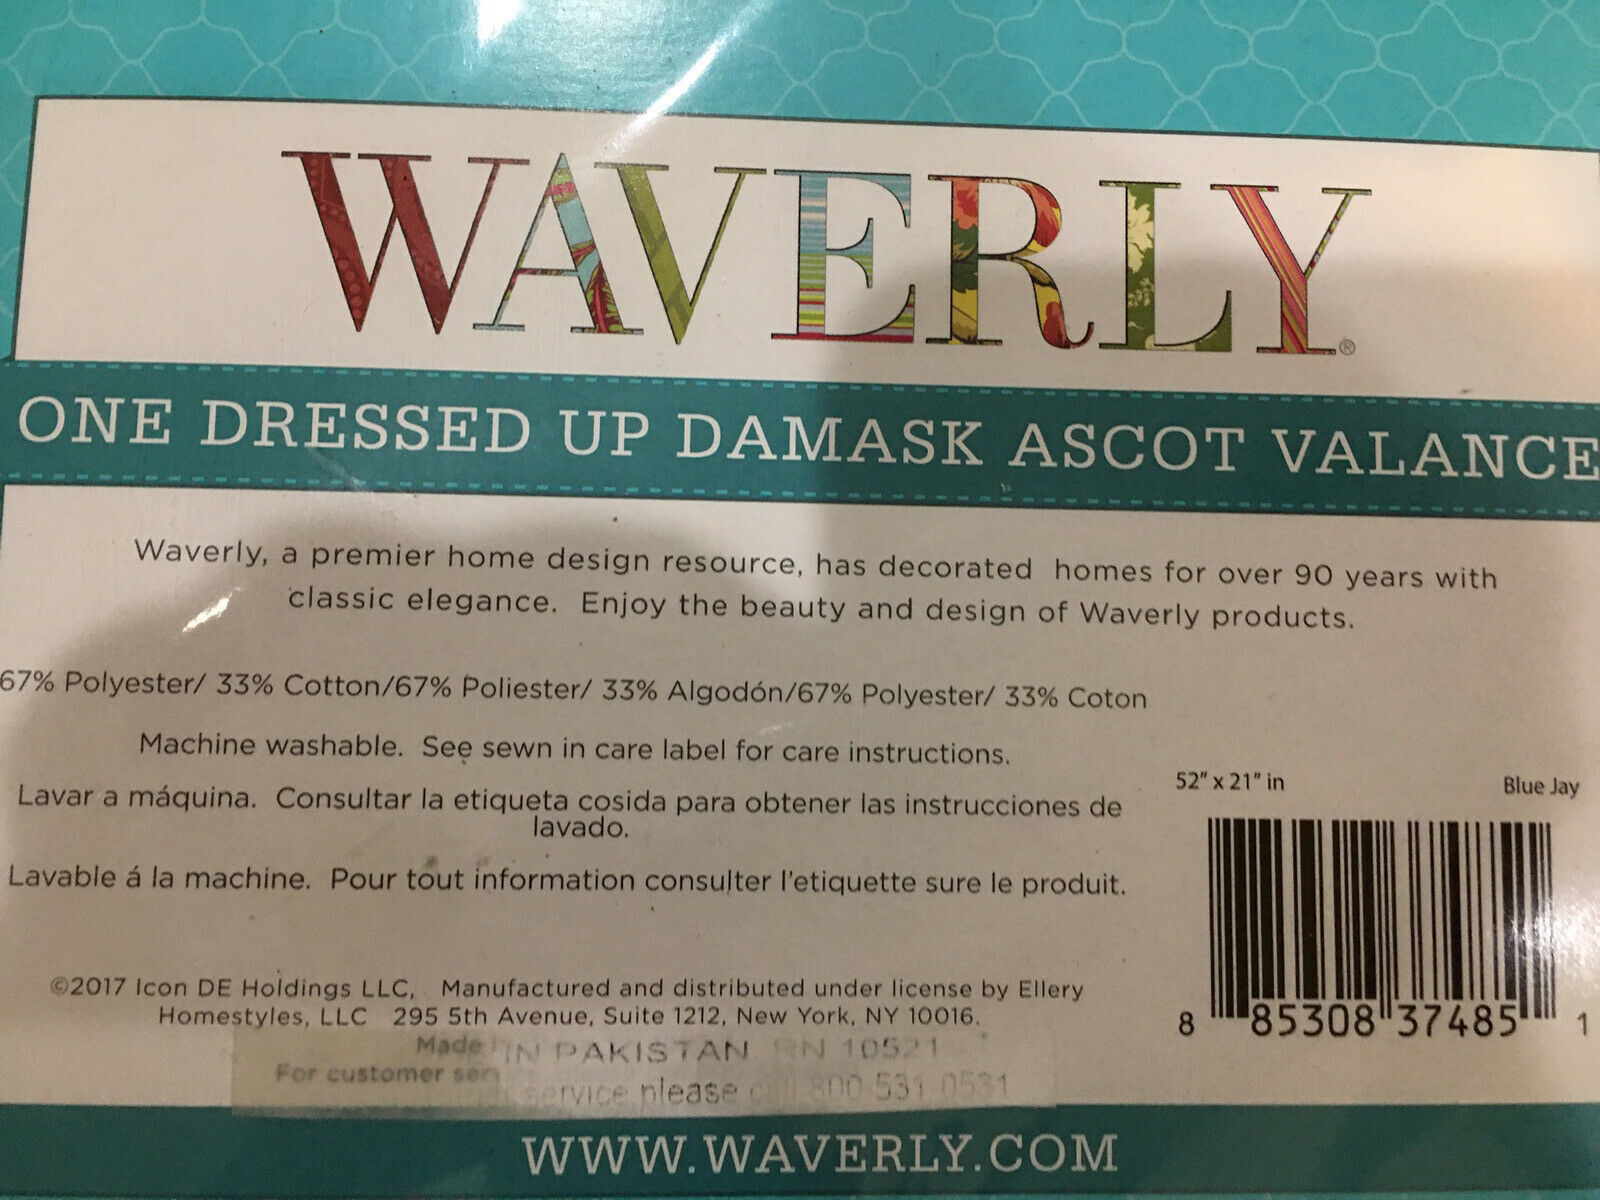 WAVERLY®
ONE DRESSED UP DAMASK ASCOT VALANCE
Waverly, a premier home design resource, has decorated homes for over 90 years with
classic elegance. Enjoy the beauty and design of Waverly products.
67% Polyester/ 33% Cotton/67% Poliester/ 33% Algodón/67% Polyester/ 33% Coton
Machine washable. See sewn in care label for care instructions.
Lavar a máquina. Consultar la etiqueta cosida para obtener las instrucciones de
lavado.
Lavable á la machine. Pour tout information consulter l'etiquette sure le produit.
52" x 21" in Blue Jay
8 85308 37485 1
©2017 Icon DE Holdings LLC, Manufactured and distributed under license by Ellery
Homestyles, LLC 295 5th Avenue, Suite 1212, New York, NY 10016.
Made IN PAKISTAN RN 10521
For customer
service please 800 531 0531
WWW.WAVERLY.COM